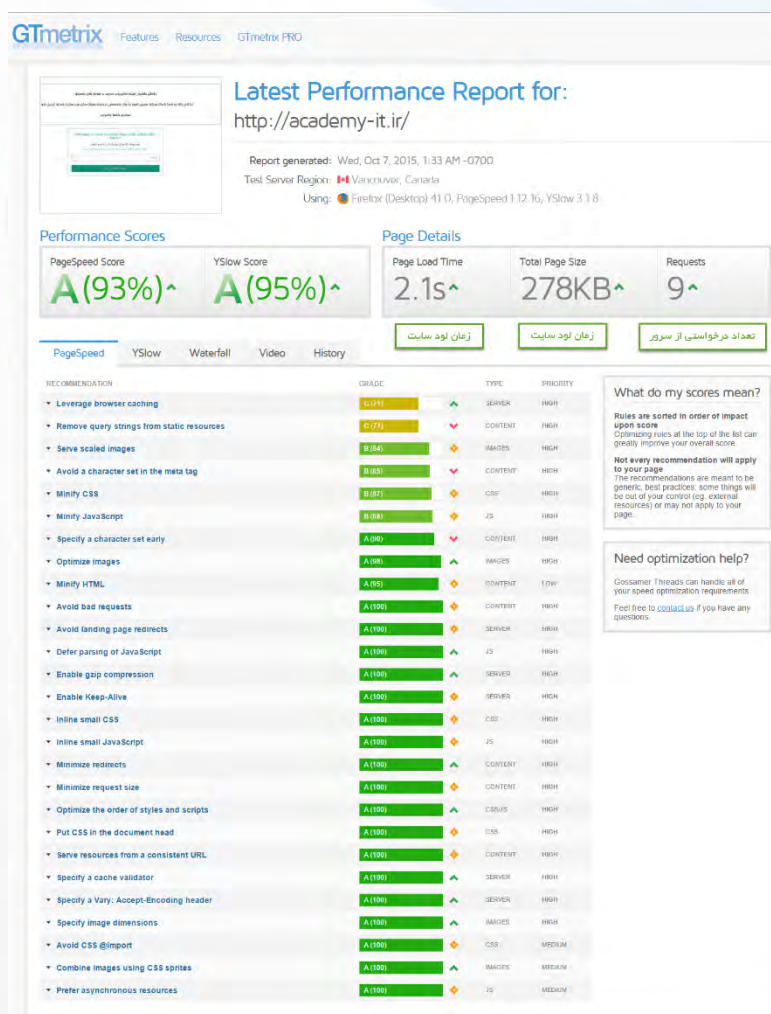 GTmetrix Features Resources GTmetrix PRO
Latest Performance Report for:
http://academy-it.ir/
Report generated: Wed, Oct 7, 2015, 1:33 AM -0700
Test Server Region: Vancouver, Canada
Using: Firefox (Desktop) 41.0, PageSpeed 1.12.16, YSlow 3.1.8
Performance Scores
PageSpeed Score YSlow Score
A (93%) A (95%)
Page Details
Page Load Time Total Page Size Requests
2.1s 278KB 9
زمان لود سایت
زمان لود سایت
تعداد درخواستی از سرور
PageSpeed YSlow Waterfall Video History
RECOMMENDATION GRADE TYPE PRIORITY
Leverage browser caching C (71) SERVER HIGH
Remove query strings from static resources CONTENT HIGH
Serve scaled images B (84) IMAGES HIGH
Avoid a character set in the meta tag B (85) CONTENT HIGH
Minify CSS B (87) CSS HIGH
Minify JavaScript B (88) JS HIGH
Specify a character set early A (90) CONTENT HIGH
Optimize images A (98) IMAGES HIGH
Minify HTML A (95) CONTENT LOW
Avoid bad requests A (100) CONTENT HIGH
Avoid landing page redirects A (100) SERVER HIGH
Defer parsing of JavaScript A (100) JS HIGH
Enable gzip compression A (100) SERVER HIGH
Enable Keep-Alive A (100) SERVER HIGH
Inline small CSS A (100) CSS HIGH
Inline small JavaScript A (100) JS HIGH
Minimize redirects A (100) CONTENT HIGH
Minimize request size A (100) CONTENT HIGH
Optimize the order of styles and scripts A (100) CSS/JS HIGH
Put CSS in the document head A (100) CSS HIGH
Serve resources from a consistent URL A (100) CONTENT HIGH
Specify a cache validator A (100) SERVER HIGH
Specify a Vary: Accept-Encoding header A (100) SERVER HIGH
Specify image dimensions A (100) IMAGES HIGH
Avoid CSS @import A (100) CSS MEDIUM
Combine images using CSS sprites A (100) IMAGES MEDIUM
Prefer asynchronous resources A (100) JS MEDIUM
What do my scores mean?
Rules are sorted in order of impact
upon score
Optimizing rules at the top of the list can
greatly improve your overall score.
Not every recommendation will apply
to your page
The recommendations are meant to be
generic, best practices; some things will
be out of your control (eg. external
resources) or may not apply to your
page.
Need optimization help?
Gossamer Threads can handle all of
your speed optimization requirements.
Feel free to contact us if you have any
questions.